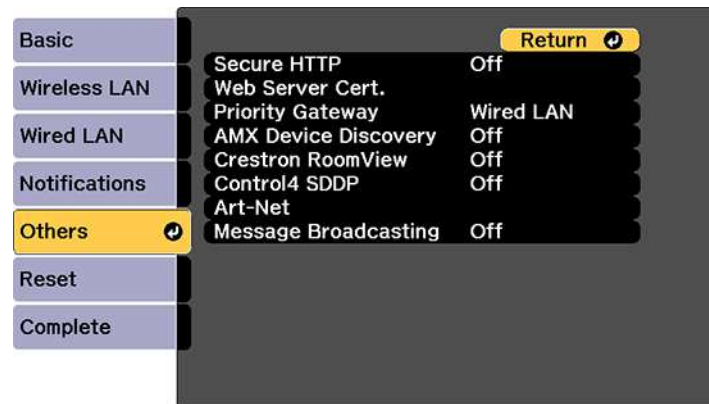 Basic
Wireless LAN
Wired LAN
Notifications
Others
Reset
Complete
Return
Secure HTTP Off
Web Server Cert.
Priority Gateway Wired LAN
AMX Device Discovery Off
Crestron RoomView Off
Control4 SDDP Off
Art-Net
Message Broadcasting Off